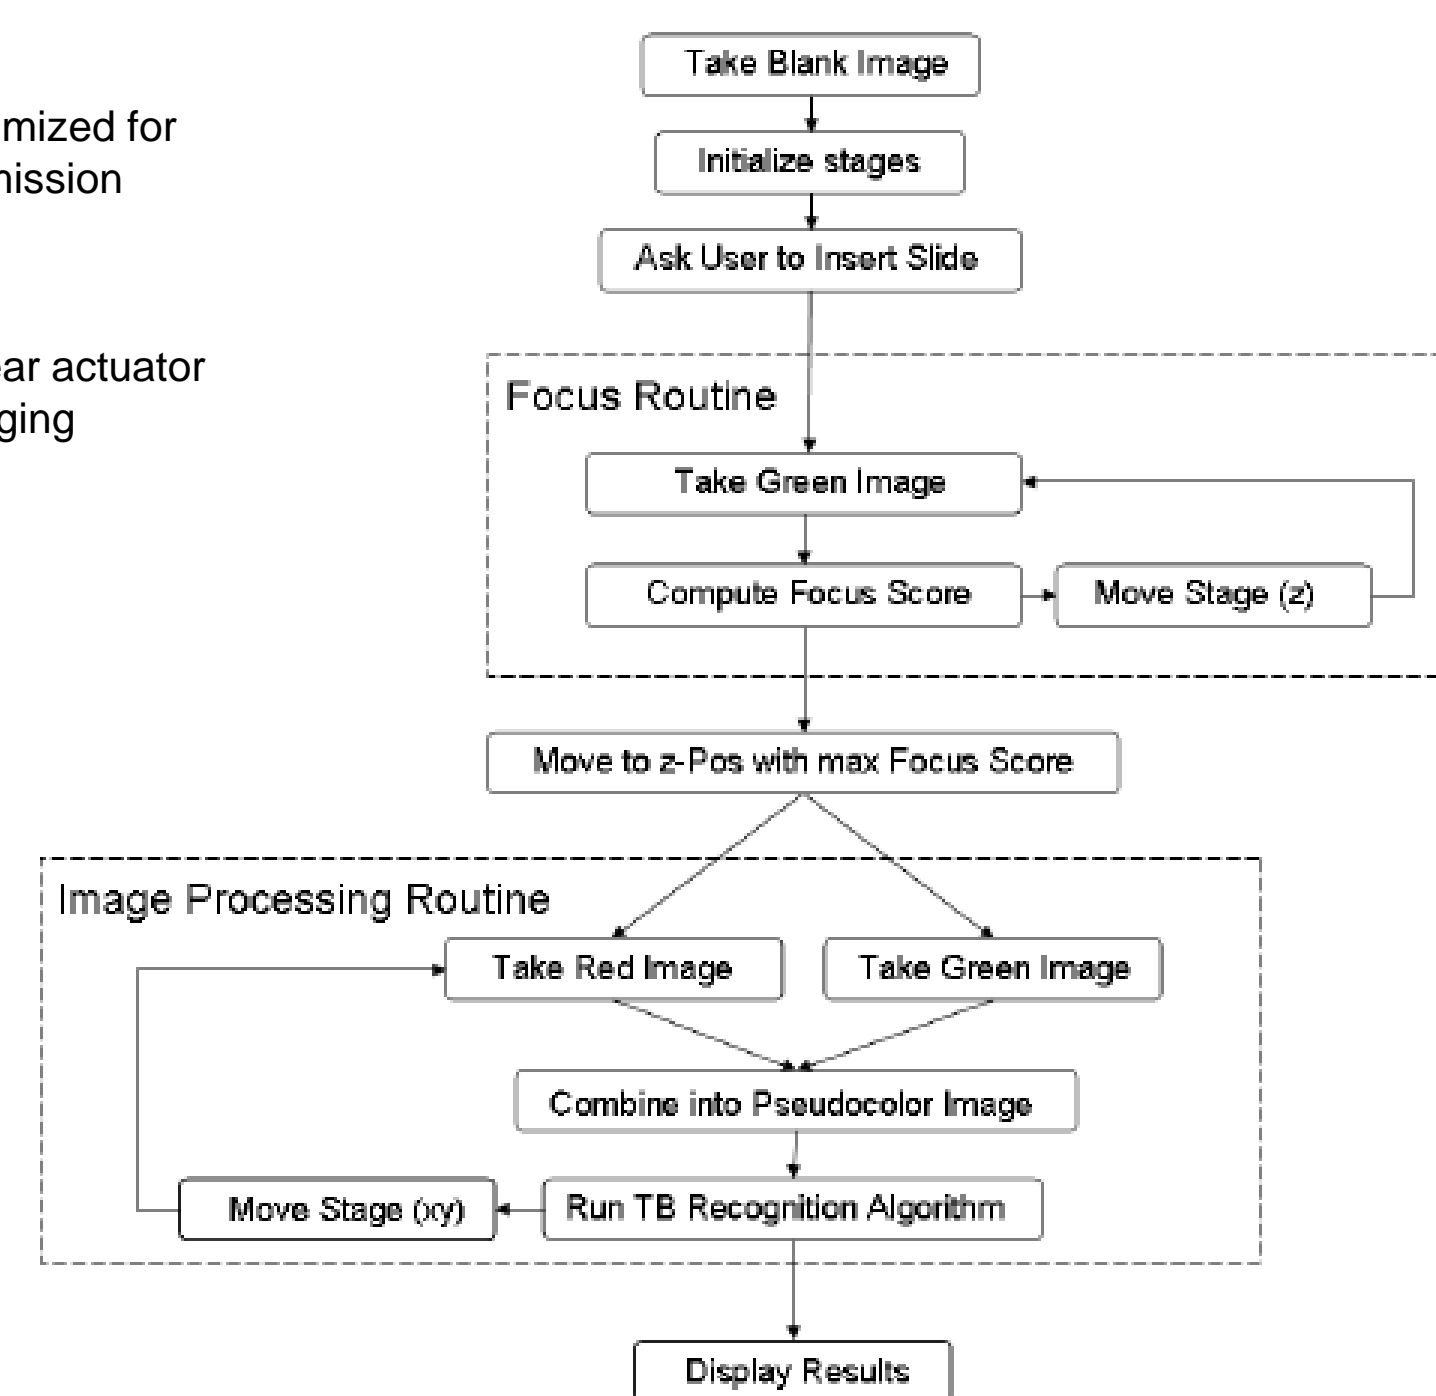 Take Blank Image
Initialize stages
Ask User to Insert Slide
Focus Routine
Take Green Image
Compute Focus Score
Move Stage (z)
Move to z-Pos with max Focus Score
Image Processing Routine
Take Red Image
Take Green Image
Combine into Pseudocolor Image
Move Stage (xy)
Run TB Recognition Algorithm
Display Results
mized for
nission
ar actuator
ging